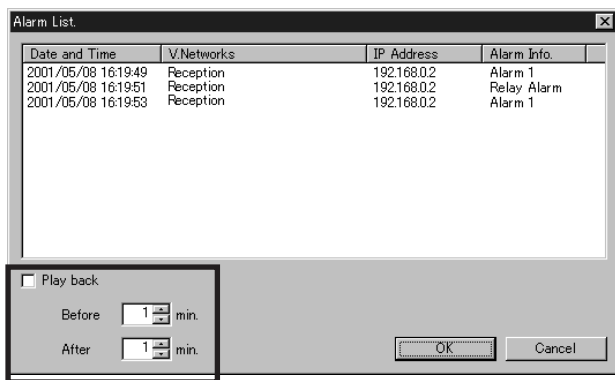 Alarm List.
Date and Time V.Networks IP Address Alarm Info.
2001/05/08 16:19:49 Reception 192.168.0.2 Alarm 1
2001/05/08 16:19:51 Reception 192.168.0.2 Relay Alarm
2001/05/08 16:19:53 Reception 192.168.0.2 Alarm 1
Play back
Before 1 min.
After 1 min.
OK Cancel